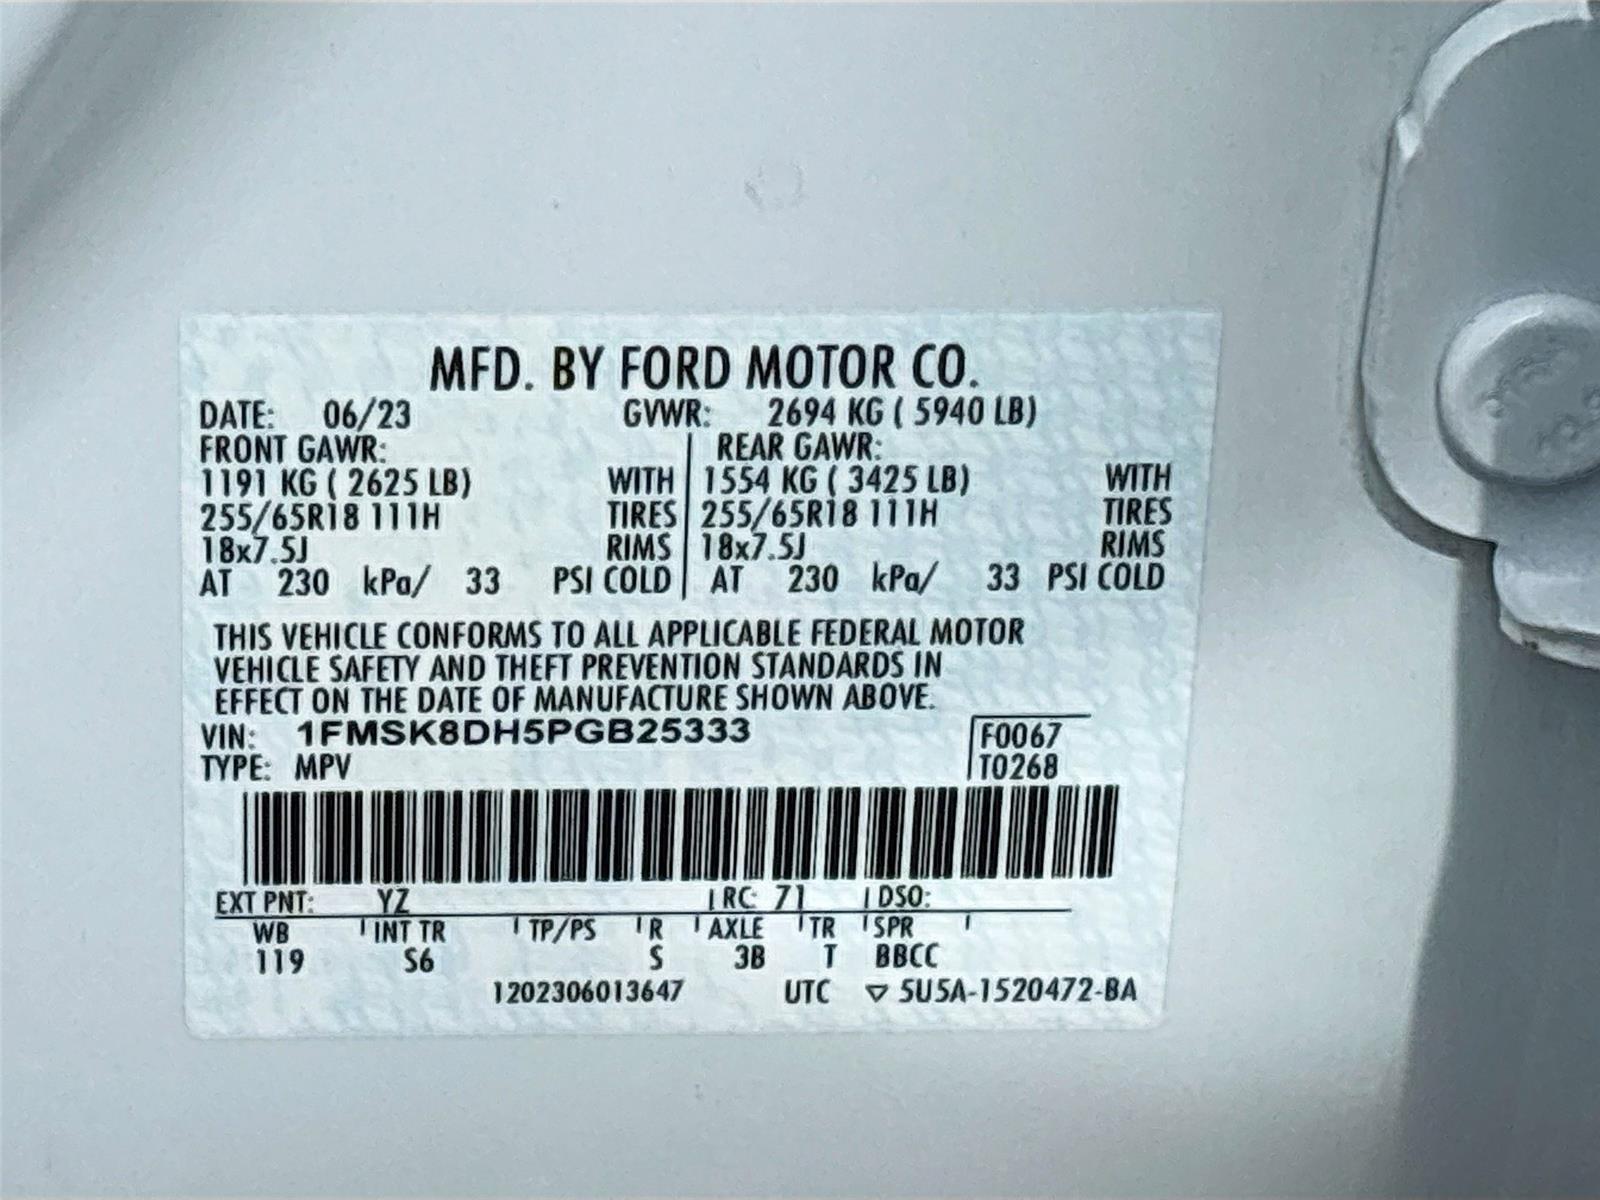 MFD. BY FORD MOTOR CO.
DATE: 06/23 GVWR: 2694 KG ( 5940 LB)
FRONT GAWR: REAR GAWR:
1191 KG ( 2625 LB) WITH 1554 KG ( 3425 LB) WITH
255/65R18 111H TIRES 255/65R18 111H TIRES
18x7.5J RIMS 18x7.5J RIMS
AT 230 kPa/ 33 PSI COLD AT 230 kPa/ 33 PSI COLD
THIS VEHICLE CONFORMS TO ALL APPLICABLE FEDERAL MOTOR
VEHICLE SAFETY AND THEFT PREVENTION STANDARDS IN
EFFECT ON THE DATE OF MANUFACTURE SHOWN ABOVE.
VIN: 1FMSK8DH5PGB25333 F0067
TYPE: MPV T0268
EXT PNT: YZ RC: 71 DSO:
WB INT TR TP/PS R AXLE TR SPR
119 S6 S 3B T BBCC
1202306013647 UTC ▽ 5U5A-1520472-BA